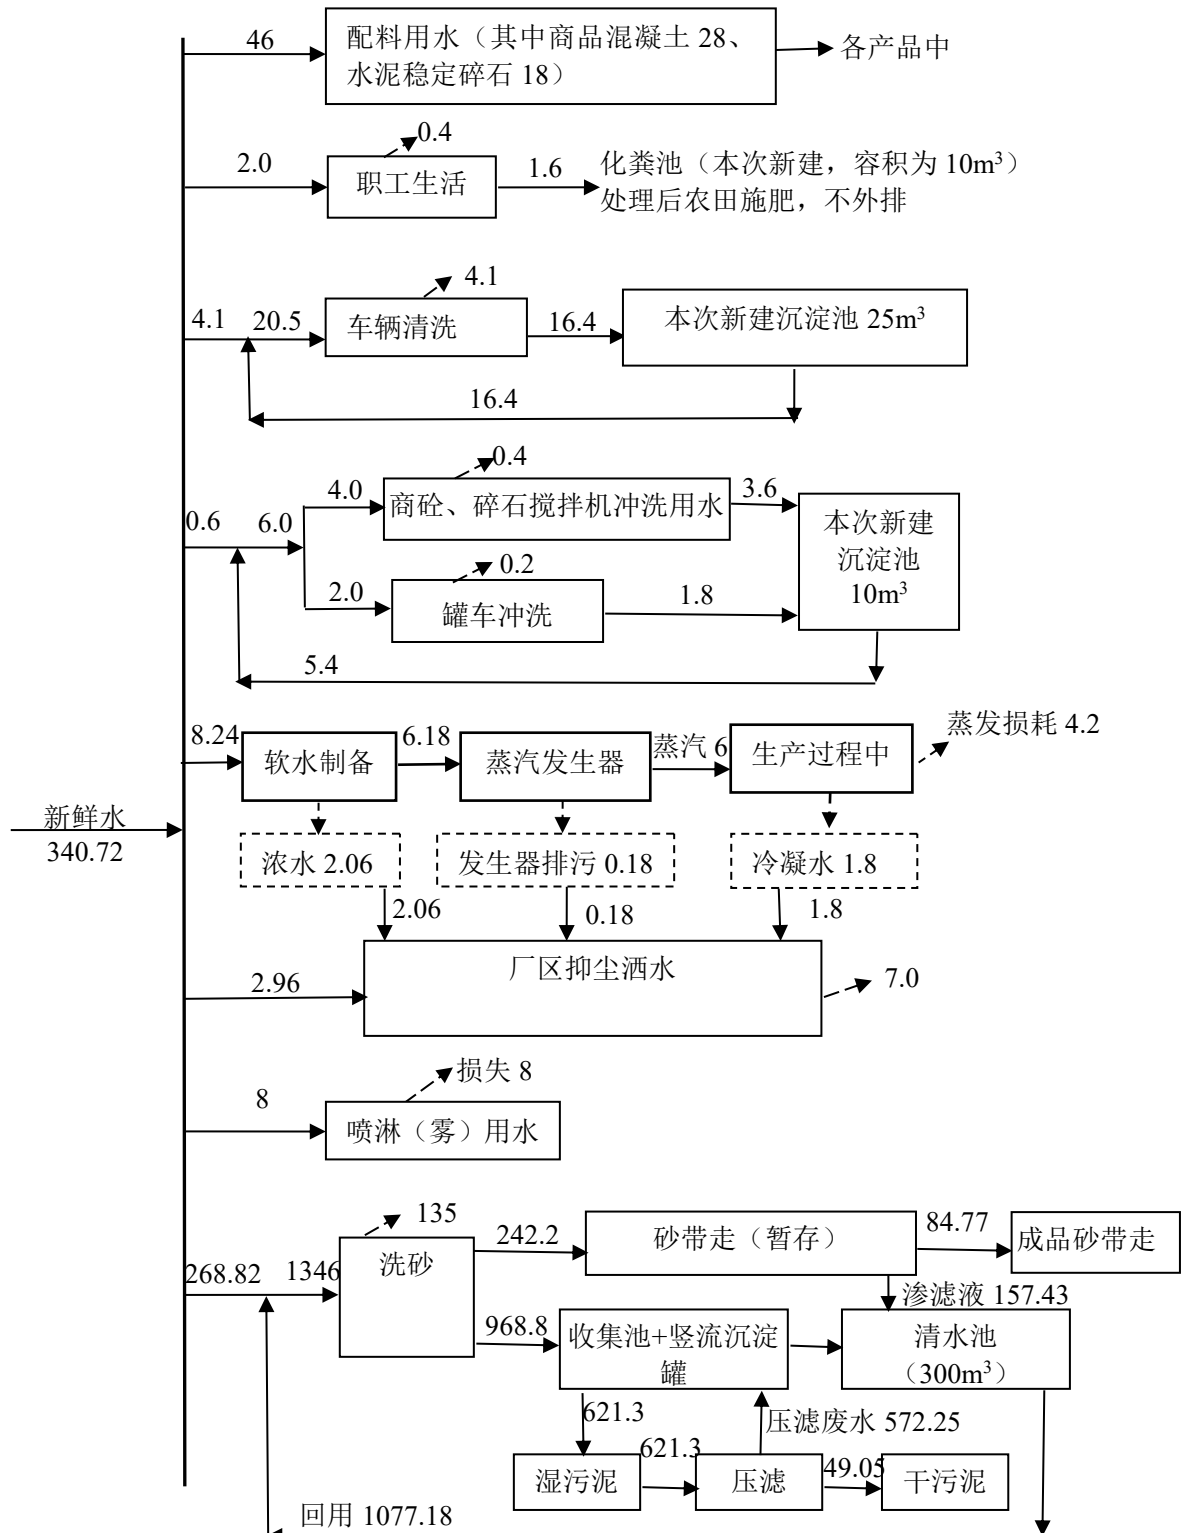 46
配料用水（其中商品混凝土 28、
水泥稳定碎石 18）
各产品中
0.4
2.0
职工生活
1.6
化粪池（本次新建，容积为 10m³）
处理后农田施肥，不外排
4.1
4.1
20.5
车辆清洗
16.4
本次新建沉淀池 25m³
16.4
0.4
4.0
商砼、碎石搅拌机冲洗用水
3.6
本次新建
沉淀池
10m³
0.6
6.0
0.2
2.0
罐车冲洗
1.8
5.4
8.24
软水制备
6.18
蒸汽发生器
蒸汽 6
生产过程中
蒸发损耗 4.2
新鲜水
340.72
浓水 2.06
发生器排污 0.18
冷凝水 1.8
2.06
0.18
1.8
厂区抑尘洒水
2.96
7.0
损失 8
8
喷淋（雾）用水
135
268.82
1346
洗砂
242.2
砂带走（暂存）
84.77
成品砂带走
渗滤液 157.43
968.8
收集池+竖流沉淀
罐
清水池
（300m³）
621.3
压滤废水 572.25
湿污泥
621.3
压滤
49.05
干污泥
回用 1077.18